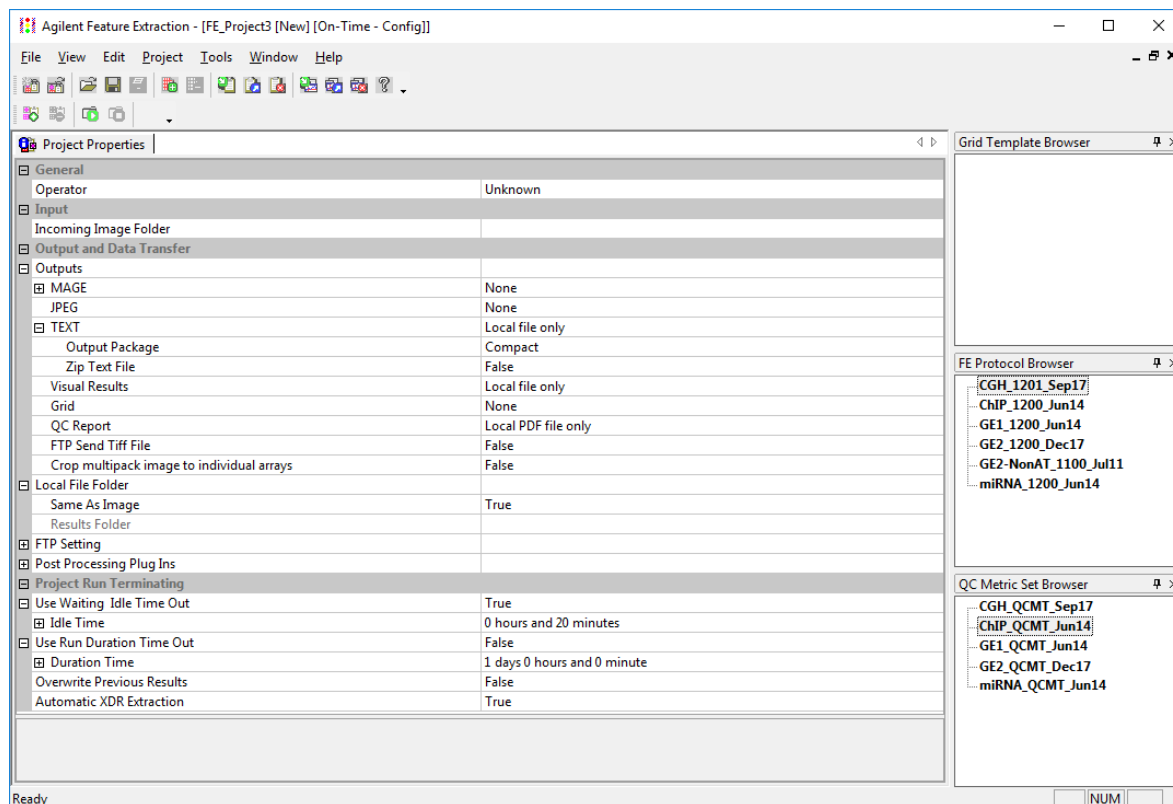 Agilent Feature Extraction - [FE_Project3 [New] [On-Time - Config]]
File View Edit Project Tools Window Help
Project Properties
General
Operator Unknown
Input
Incoming Image Folder
Output and Data Transfer
Outputs
MAGE None
JPEG None
TEXT Local file only
Output Package Compact
Zip Text File False
Visual Results Local file only
Grid None
QC Report Local PDF file only
FTP Send Tiff File False
Crop multipack image to individual arrays False
Local File Folder
Same As Image True
Results Folder
FTP Setting
Post Processing Plug Ins
Project Run Terminating
Use Waiting Idle Time Out True
Idle Time 0 hours and 20 minutes
Use Run Duration Time Out False
Duration Time 1 days 0 hours and 0 minute
Overwrite Previous Results False
Automatic XDR Extraction True
Grid Template Browser
FE Protocol Browser
CGH_1201_Sep17
ChIP_1200_Jun14
GE1_1200_Jun14
GE2_1200_Dec17
GE2-NonAT_1100_Jul11
miRNA_1200_Jun14
QC Metric Set Browser
CGH_QCMT_Sep17
ChIP_QCMT_Jun14
GE1_QCMT_Jun14
GE2_QCMT_Dec17
miRNA_QCMT_Jun14
Ready NUM